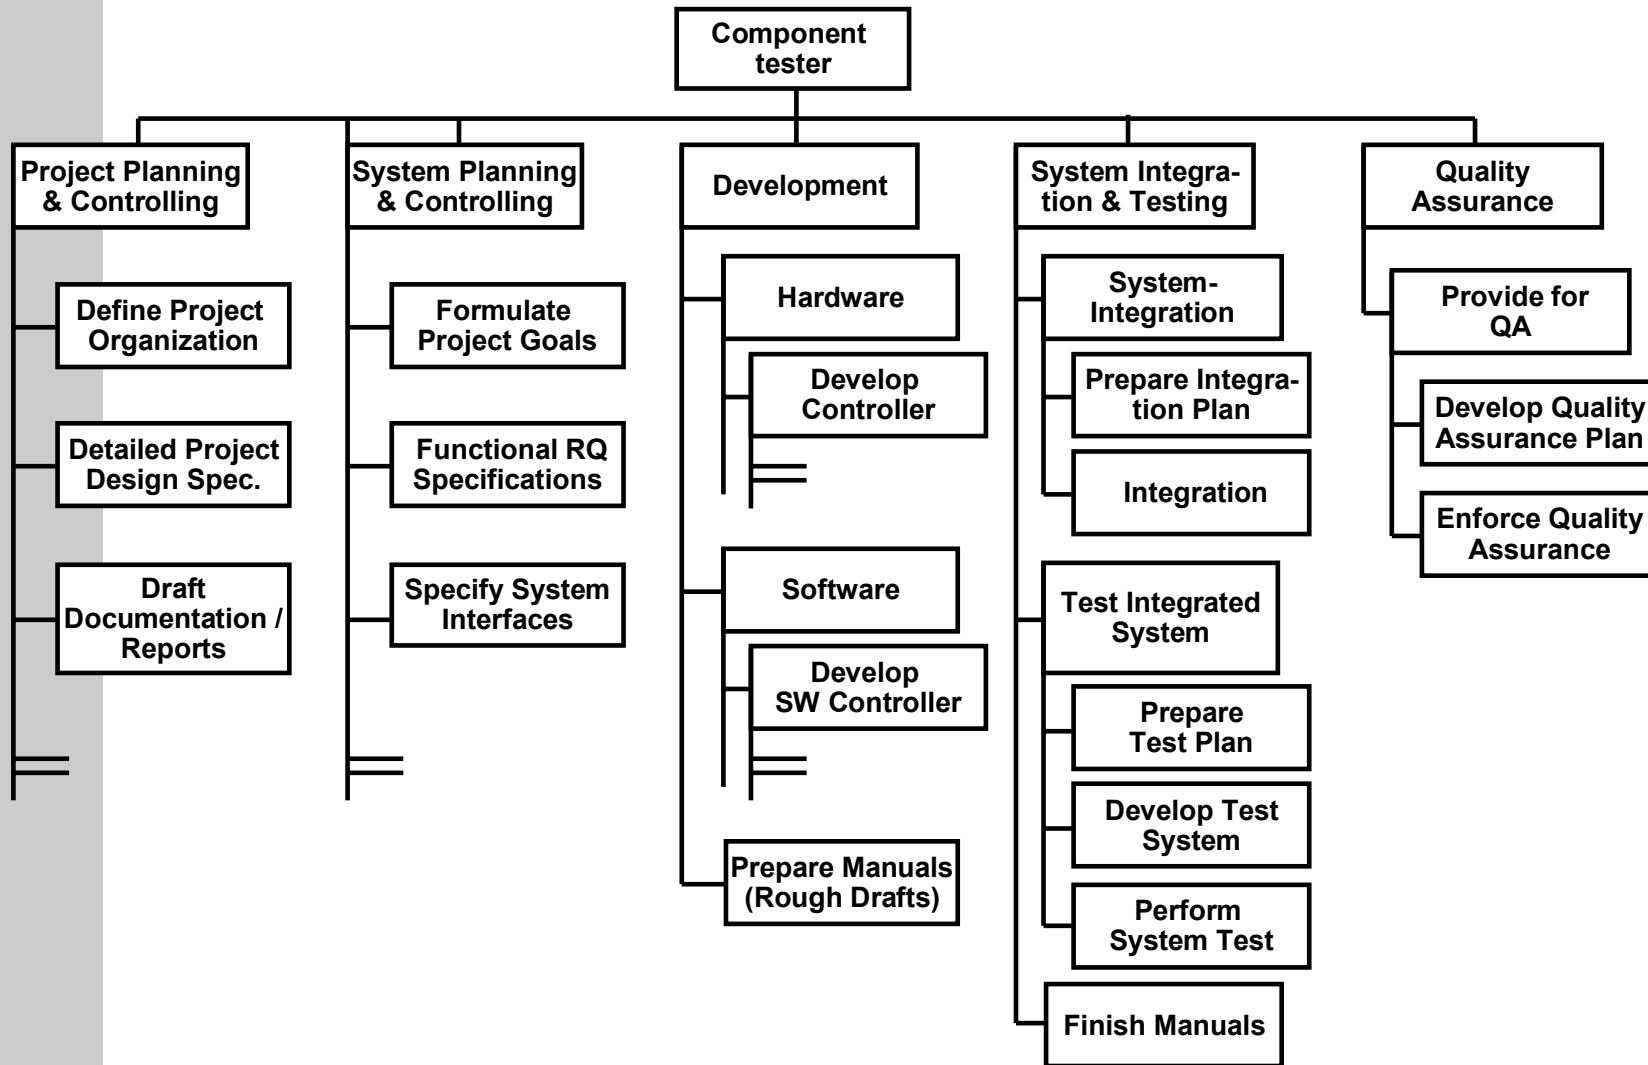 Component
tester
Project Planning
& Controlling
System Planning
& Controlling
Development
System Integra-
tion & Testing
Quality
Assurance
Define Project
Organization
Detailed Project
Design Spec.
Draft
Documentation /
Reports
Formulate
Project Goals
Functional RQ
Specifications
Specify System
Interfaces
Hardware
Develop
Controller
Software
Develop
SW Controller
Prepare Manuals
(Rough Drafts)
System-
Integration
Prepare Integra-
tion Plan
Integration
Test Integrated
System
Prepare
Test Plan
Develop Test
System
Perform
System Test
Finish Manuals
Provide for
QA
Develop Quality
Assurance Plan
Enforce Quality
Assurance